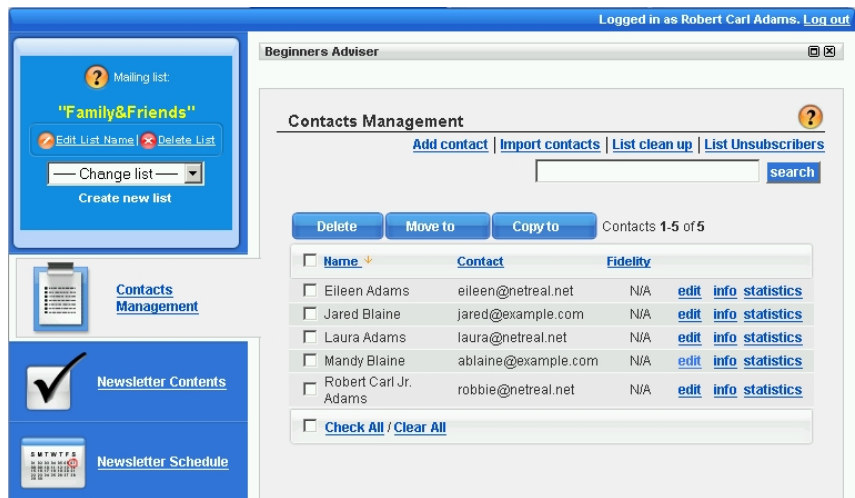 Logged in as Robert Carl Adams. Log out
Mailing list:
"Family&Friends"
Edit List Name | Delete List
── Change list ──
Create new list
Contacts
Management
Newsletter Contents
S M T W T F S
Newsletter Schedule
Beginners Adviser
Contacts Management
Add contact | Import contacts | List clean up | List Unsubscribers
search
Delete Move to Copy to Contacts 1-5 of 5
Name Contact Fidelity
Eileen Adams eileen@netreal.net N/A edit info statistics
Jared Blaine jared@example.com N/A edit info statistics
Laura Adams laura@netreal.net N/A edit info statistics
Mandy Blaine ablaine@example.com N/A edit info statistics
Robert Carl Jr.
Adams robbie@netreal.net N/A edit info statistics
Check All / Clear All